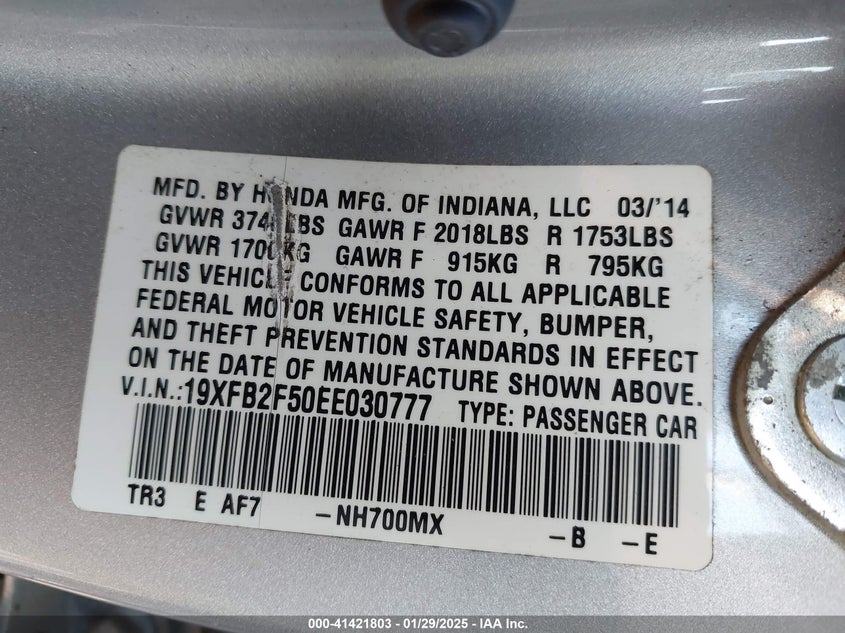 MFD. BY HONDA MFG. OF INDIANA, LLC 03/'14
GVWR LBS GAWR F 2018LBS R 1753LBS
GVWR 1700KG GAWR F 915KG R 795KG
THIS VEHICLE CONFORMS TO ALL APPLICABLE
FEDERAL MOTOR VEHICLE SAFETY, BUMPER,
AND THEFT PREVENTION STANDARDS IN EFFECT
ON THE DATE OF MANUFACTURE SHOWN ABOVE.
V.I.N.:19XFB2F50EE030777 TYPE: PASSENGER CAR
TR3 E AF7 -NH700MX -B -E
000-41421803 - 01/29/2025 - IAAI Inc.